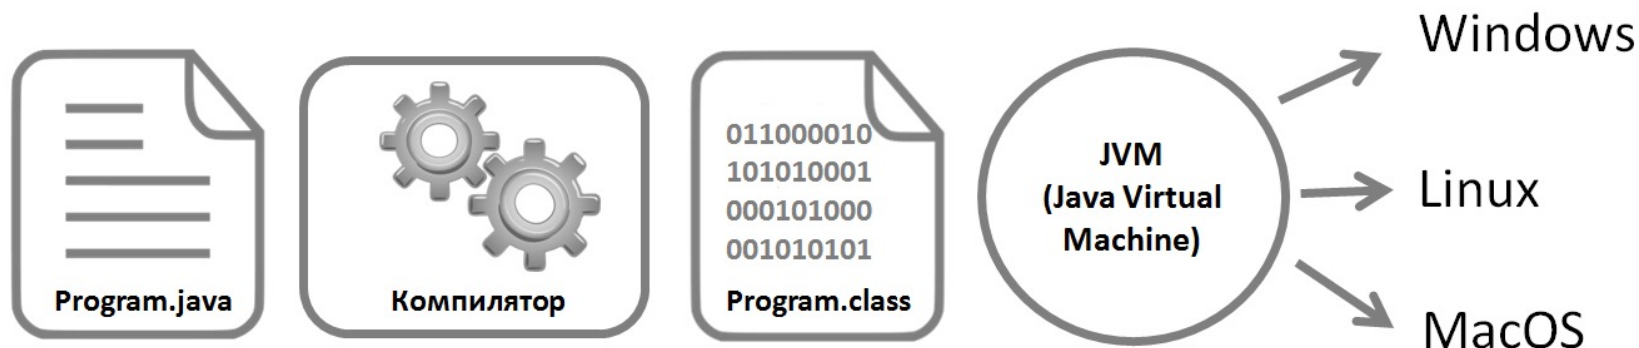 Program.java
Компилятор
011000010
101010001
000101000
001010101
Program.class
JVM
(Java Virtual
Machine)
Windows
Linux
MacOS